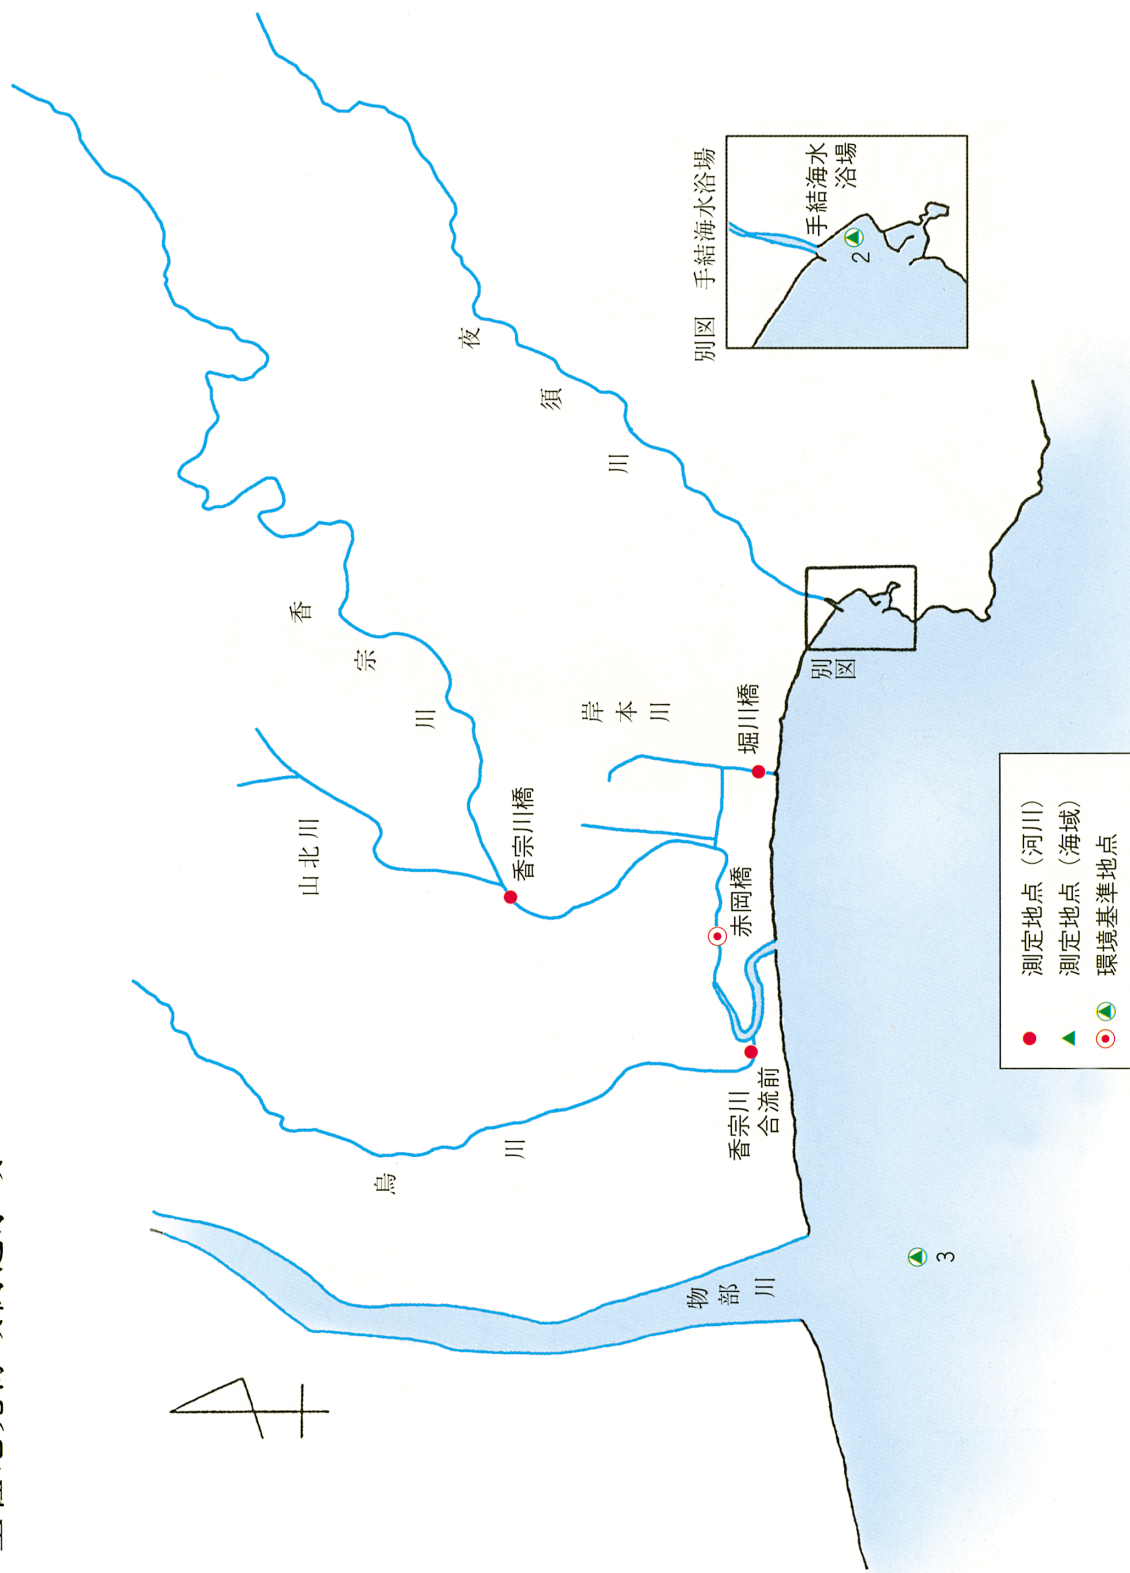 山北川
香宗川
夜須川
岸本川
烏川
物部川
香宗川橋
赤岡橋
堀川橋
香宗川
合流前
別図
3
別図 手結海水浴場
手結海水
浴場
2
測定地点（河川）
測定地点（海域）
環境基準地点